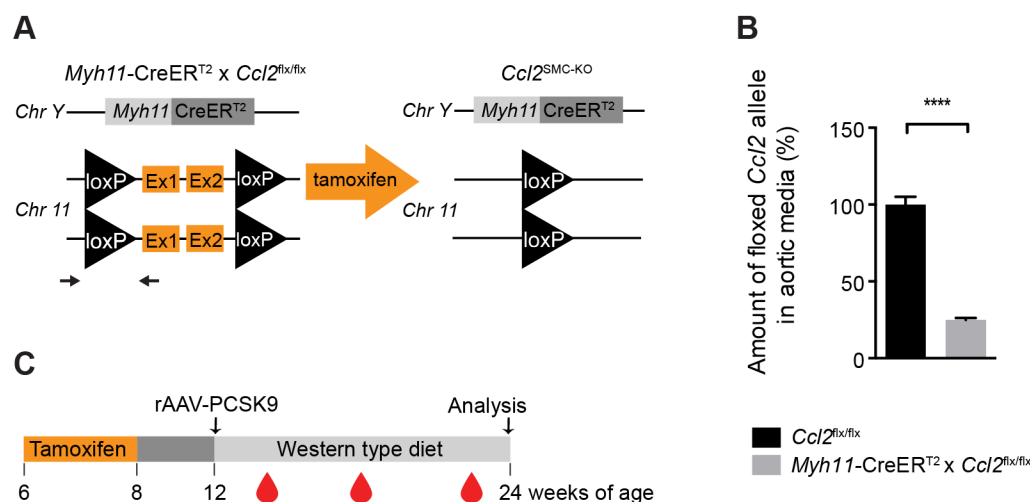 A
Myh11-CreERT2 x Ccl2flx/flx
Chr Y
Myh11 CreERT2
loxP Ex1 Ex2 loxP
Chr 11
loxP Ex1 Ex2 loxP
tamoxifen
Ccl2SMC-KO
Chr Y
Myh11 CreERT2
loxP
Chr 11
loxP
B
Amount of floxed Ccl2 allele
in aortic media (%)
****
150
100
50
0
Ccl2flx/flx
Myh11-CreERT2 x Ccl2flx/flx
C
rAAV-PCSK9
Analysis
Tamoxifen
Western type diet
6 8 12 24 weeks of age